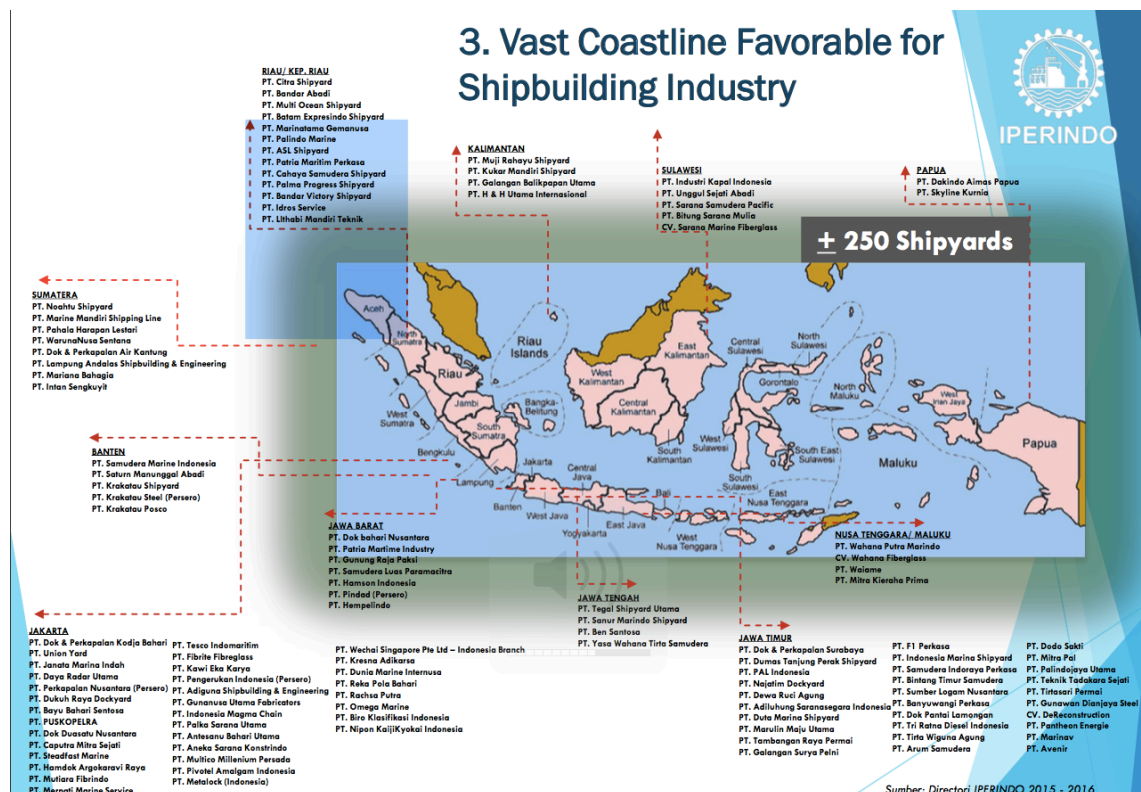 3. Vast Coastline Favorable for
Shipbuilding Industry
IPERINDO
RIAU/ KEP. RIAU
PT. Citra Shipyard
PT. Bandar Abadi
PT. Multi Ocean Shipyard
PT. Batam Expresindo Shipyard
PT. Marinatama Gemanusa
PT. Palindo Marine
PT. ASL Shipyard
PT. Patria Maritim Perkasa
PT. Cahaya Samudera Shipyard
PT. Palma Progress Shipyard
PT. Bandar Victory Shipyard
PT. Idros Service
PT. Lithabi Mandiri Teknik
KALIMANTAN
PT. Muji Rahayu Shipyard
PT. Kukar Mandiri Shipyard
PT. Galangan Balikpapan Utama
PT. H & H Utama Internasional
SULAWESI
PT. Industri Kapal Indonesia
PT. Unggul Sejati Abadi
PT. Sarana Samudera Pacific
PT. Bitung Sarana Mulia
CV. Sarana Marine Fiberglass
PAPUA
PT. Dakindo Aimas Papua
PT. Skyline Kurnia
± 250 Shipyards
SUMATERA
PT. Noahtu Shipyard
PT. Marine Mandiri Shipping Line
PT. Pahala Harapan Lestari
PT. WarunaNusa Sentana
PT. Dok & Perkapalan Air Kantung
PT. Lampung Andalas Shipbuilding & Engineering
PT. Mariana Bahagia
PT. Intan Sengkuyit
Aceh
North
Sumatra
Riau
Riau
Islands
West
Sumatra
Jambi
Bangka-
Belitung
South
Sumatra
Bengkulu
Lampung
Jakarta
Banten
West Java
Central
Java
Yogyakarta
East Java
Bali
West
Nusa Tenggara
East
Nusa Tenggara
West
Kalimantan
Central
Kalimantan
East
Kalimantan
South
Kalimantan
Central
Sulawesi
North
Sulawesi
Gorontalo
West
Sulawesi
South
Sulawesi
South East
Sulawesi
North
Maluku
Maluku
West
Irian Jaya
Papua
BANTEN
PT. Samudera Marine Indonesia
PT. Saturn Manunggal Abadi
PT. Krakatau Shipyard
PT. Krakatau Steel (Persero)
PT. Krakatau Posco
JAWA BARAT
PT. Dok bahari Nusantara
PT. Patria Martime Industry
PT. Gunung Raja Paksi
PT. Samudera Luas Paramacitra
PT. Hamson Indonesia
PT. Pindad (Persero)
PT. Hempelindo
NUSA TENGGARA/ MALUKU
PT. Wahana Putra Marindo
CV. Wahana Fiberglass
PT. Waiame
PT. Mitra Kieraha Prima
JAWA TENGAH
PT. Tegal Shipyard Utama
PT. Sanur Marindo Shipyard
PT. Ben Santosa
PT. Yasa Wahana Tirta Samudera
JAKARTA
PT. Dok & Perkapalan Kodja Bahari
PT. Union Yard
PT. Janata Marina Indah
PT. Daya Radar Utama
PT. Perkapalan Nusantara (Persero)
PT. Dukuh Raya Dockyard
PT. Bayu Bahari Sentosa
PT. PUSKOPELRA
PT. Dok Duasatu Nusantara
PT. Caputra Mitra Sejati
PT. Steadfast Marine
PT. Hamdok Argokaravi Raya
PT. Mutiara Fibrindo
PT. Mernati Marine Service
PT. Tesco Indomaritim
PT. Fibrite Fibreglass
PT. Kawi Eka Karya
PT. Pengerukan Indonesia (Persero)
PT. Adiguna Shipbuilding & Engineering
PT. Gunanusa Utama Fabricators
PT. Indonesia Magma Chain
PT. Palka Sarana Utama
PT. Antesanu Bahari Utama
PT. Aneka Sarana Konstrindo
PT. Multico Millenium Persada
PT. Pivotel Amalgam Indonesia
PT. Metalock (Indonesia)
PT. Wechai Singapore Pte Ltd – Indonesia Branch
PT. Kresna Adikarsa
PT. Dunia Marine Internusa
PT. Reka Pola Bahari
PT. Rachsa Putra
PT. Omega Marine
PT. Biro Klasifikasi Indonesia
PT. Nipon KaijiKyokai Indonesia
JAWA TIMUR
PT. Dok & Perkapalan Surabaya
PT. Dumas Tanjung Perak Shipyard
PT. PAL Indonesia
PT. Najatim Dockyard
PT. Dewa Ruci Agung
PT. Adiluhung Saranasegara Indonesia
PT. Duta Marina Shipyard
PT. Marulin Maju Utama
PT. Tambangan Raya Permai
PT. Galangan Surya Pelni
PT. F1 Perkasa
PT. Indonesia Marina Shipyard
PT. Samudera Indoraya Perkasa
PT. Bintang Timur Samudera
PT. Sumber Logam Nusantara
PT. Banyuwangi Perkasa
PT. Dok Pantai Lamongan
PT. Tri Ratna Diesel Indonesia
PT. Tirta Wiguna Agung
PT. Arum Samudera
PT. Dodo Sakti
PT. Mitra Pal
PT. Palindojaya Utama
PT. Teknik Tadakara Sejati
PT. Tirtasari Permai
PT. Gunawan Dianjaya Steel
CV. DeReconstruction
PT. Pantheon Energie
PT. Marinav
PT. Avenir
Sumber: Directori IPERINDO 2015 - 2016